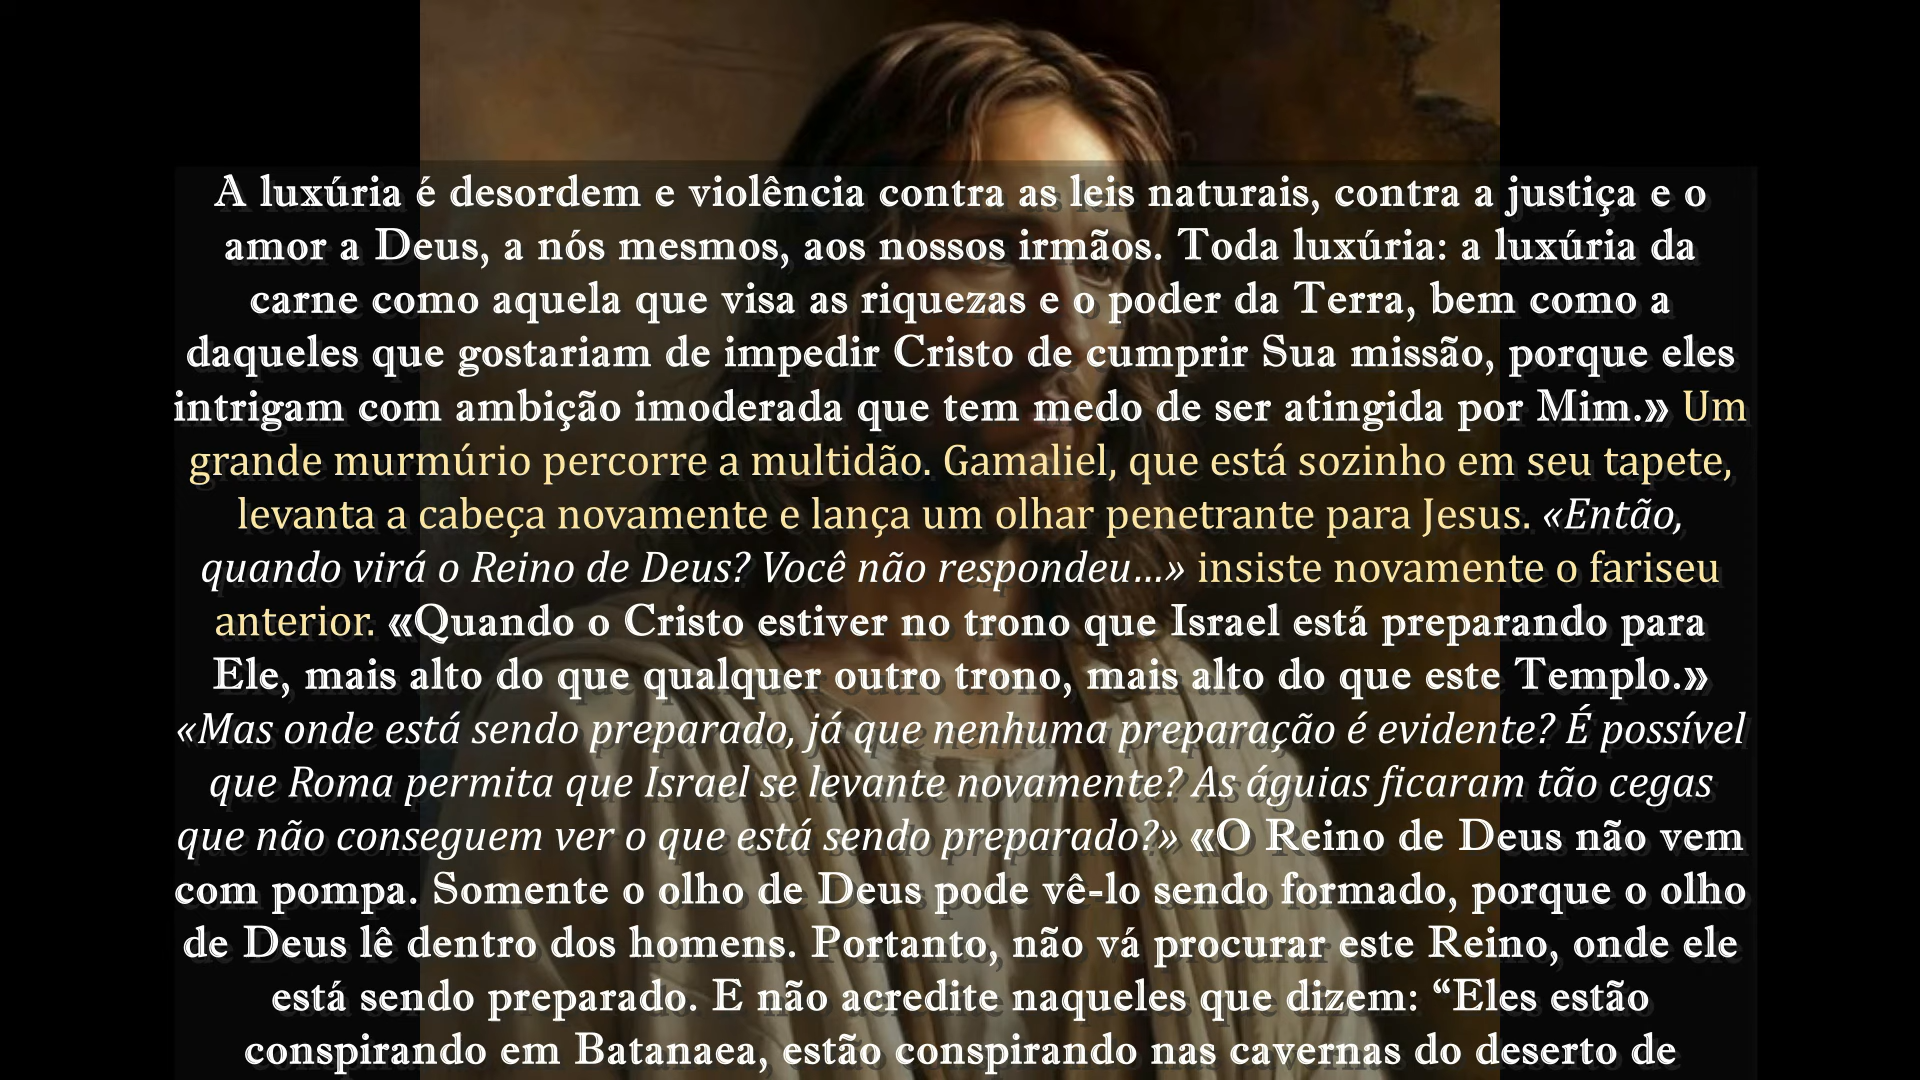 A luxúria é desordem e violência contra as leis naturais, contra a justiça e o
amor a Deus, a nós mesmos, aos nossos irmãos. Toda luxúria: a luxúria da
carne como aquela que visa as riquezas e o poder da Terra, bem como a
daqueles que gostariam de impedir Cristo de cumprir Sua missão, porque eles
intrigam com ambição imoderada que tem medo de ser atingida por Mim.» Um
grande murmúrio percorre a multidão. Gamaliel, que está sozinho em seu tapete,
levanta a cabeça novamente e lança um olhar penetrante para Jesus. «Então,
quando virá o Reino de Deus? Você não respondeu...» insiste novamente o fariseu
anterior. «Quando o Cristo estiver no trono que Israel está preparando para
Ele, mais alto do que qualquer outro trono, mais alto do que este Templo.»
«Mas onde está sendo preparado, já que nenhuma preparação é evidente? É possível
que Roma permita que Israel se levante novamente? As águias ficaram tão cegas
que não conseguem ver o que está sendo preparado?» «O Reino de Deus não vem
com pompa. Somente o olho de Deus pode vê-lo sendo formado, porque o olho
de Deus lê dentro dos homens. Portanto, não vá procurar este Reino, onde ele
está sendo preparado. E não acredite naqueles que dizem: “Eles estão
conspirando em Batanaea, estão conspirando nas cavernas do deserto de